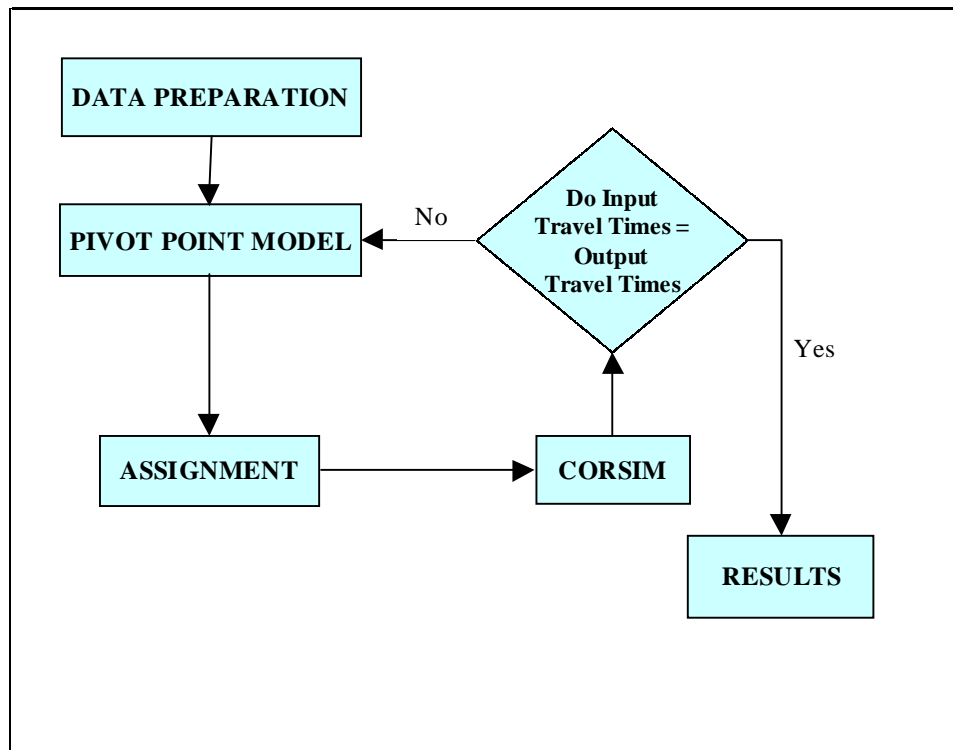 DATA PREPARATION
PIVOT POINT MODEL
No
Do Input
Travel Times =
Output
Travel Times
Yes
ASSIGNMENT
CORSIM
RESULTS